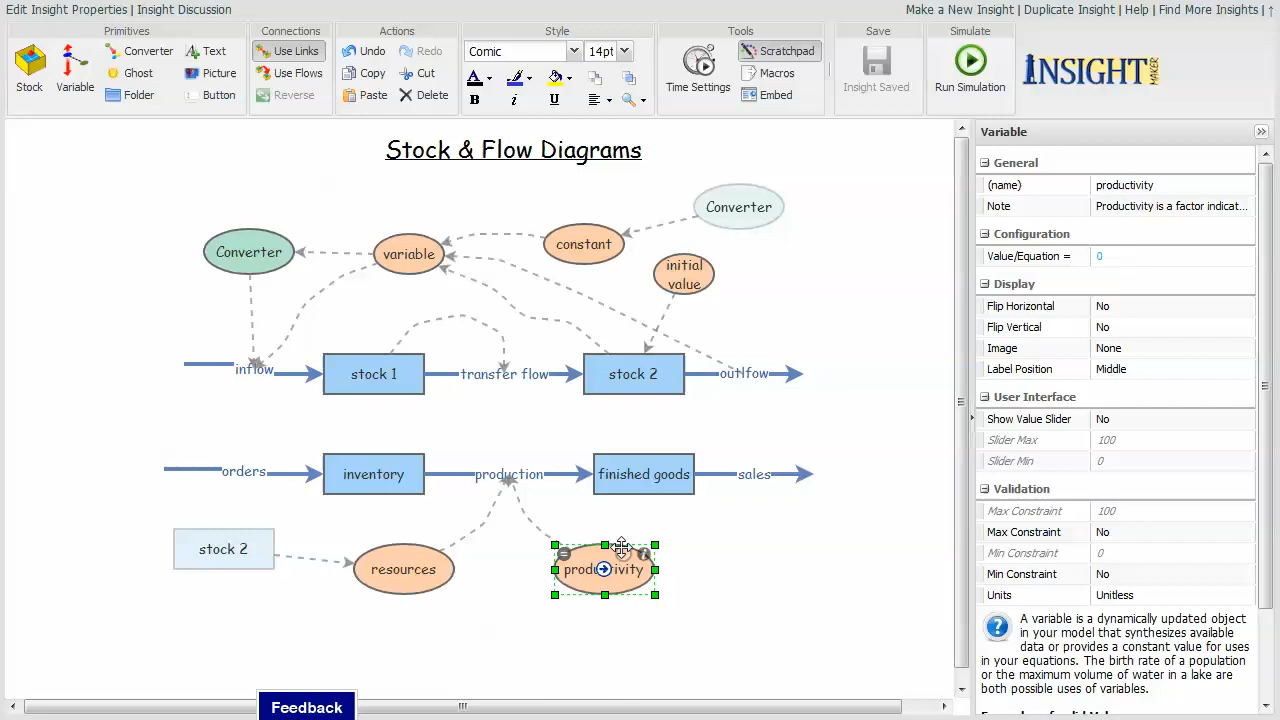 Edit Insight Properties | Insight Discussion
Make a New Insight | Duplicate Insight | Help | Find More Insights | ↑
Primitives
Connections
Actions
Style
Tools
Save
Simulate
Stock
Variable
Converter
Ghost
Folder
Text
Picture
Button
Use Links
Use Flows
Reverse
Undo
Redo
Copy
Cut
Paste
Delete
Comic
14pt
A
B
i
U
Time Settings
Scratchpad
Macros
Embed
Insight Saved
Run Simulation
INSIGHT
MAKER
Stock & Flow Diagrams
Converter
Converter
variable
constant
initial
value
inflow
stock 1
transfer flow
stock 2
outlfow
orders
inventory
production
finished goods
sales
stock 2
resources
productivity
Feedback
Variable
General
(name) productivity
Note Productivity is a factor indicat...
Configuration
Value/Equation = 0
Display
Flip Horizontal No
Flip Vertical No
Image None
Label Position Middle
User Interface
Show Value Slider No
Slider Max 100
Slider Min 0
Validation
Max Constraint 100
Max Constraint No
Min Constraint 0
Min Constraint No
Units Unitless
A variable is a dynamically updated object
in your model that synthesizes available
data or provides a constant value for use
in your equations. The birth rate of a population
or the maximum volume of water in a lake are
both possible uses of variables.